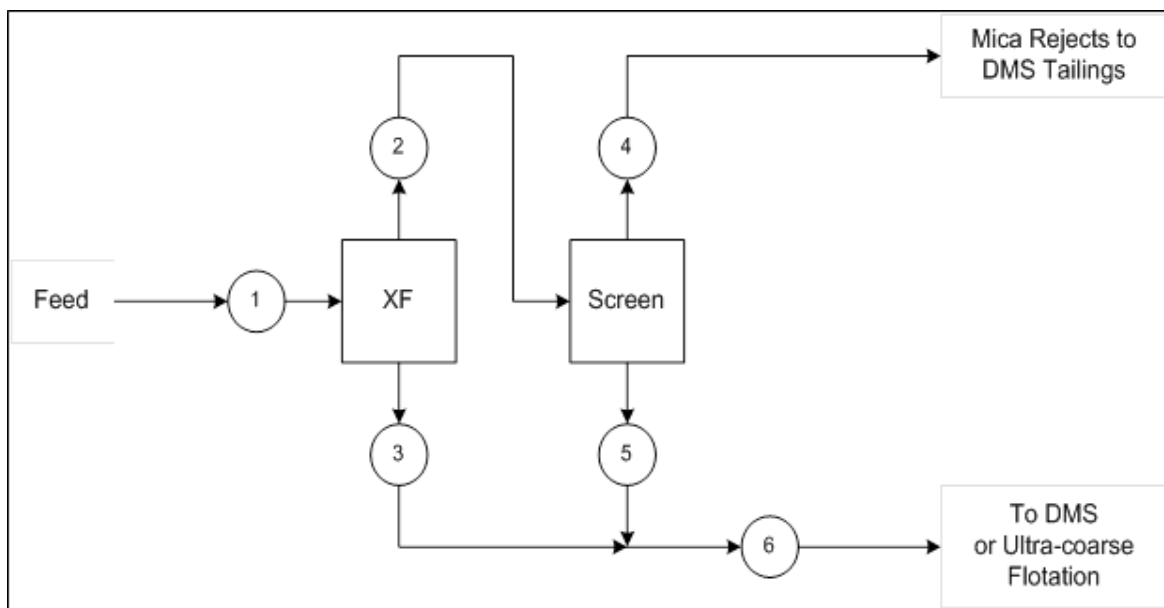 Mica Rejects to
DMS Tailings
2
4
Feed
1
XF
Screen
3
5
6
To DMS
or Ultra-coarse
Flotation